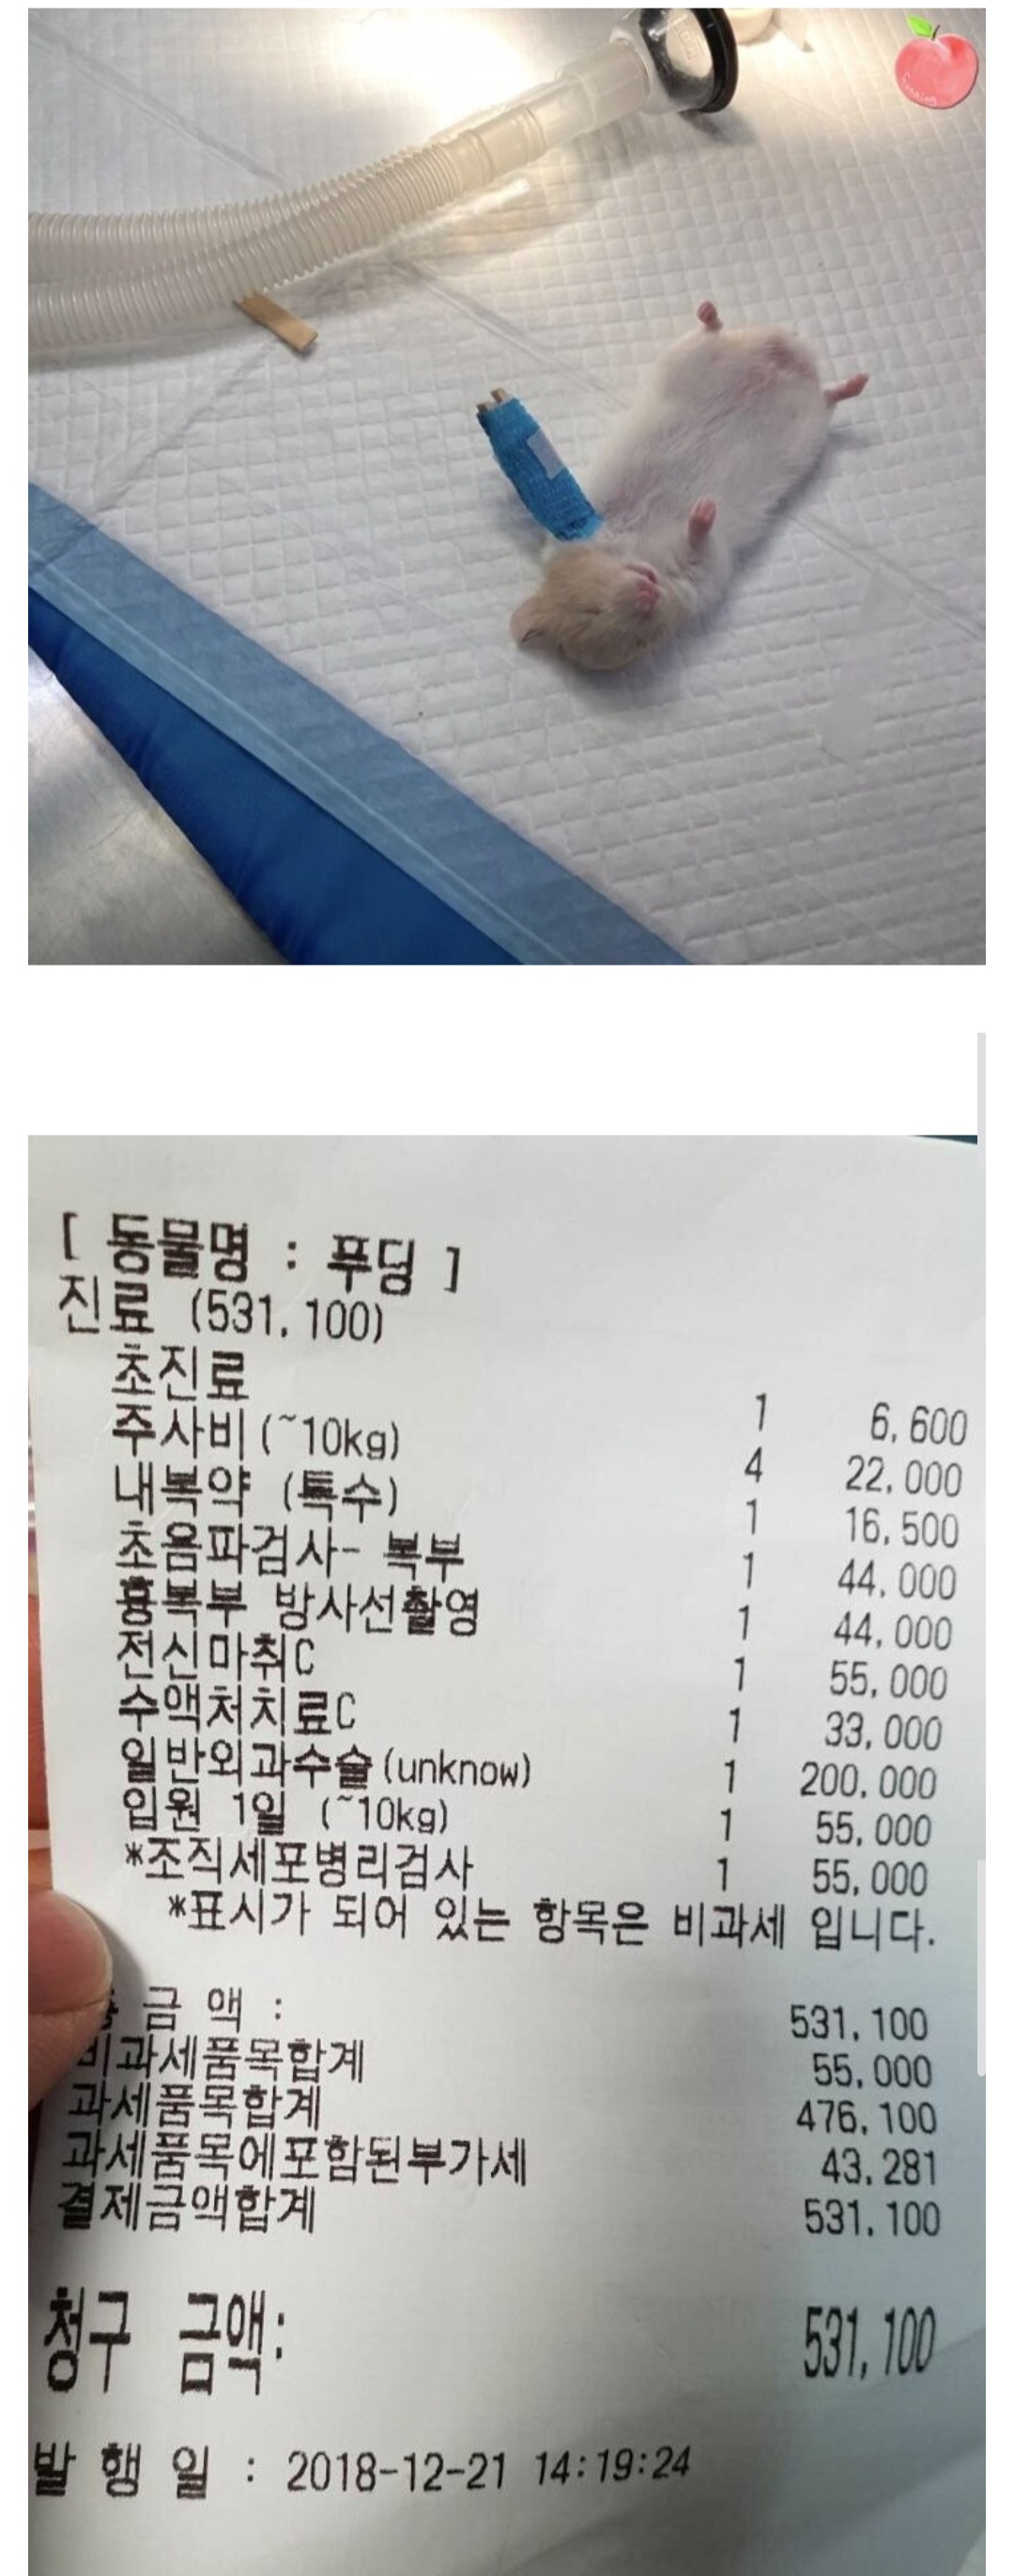 Fanning
[ 동물명 : 푸딩 ]
진료 (531,100)
초진료 1 6,600
주사비(~10kg) 4 22,000
내복약 (특수) 1 16,500
초음파검사- 복부 1 44,000
흉복부 방사선촬영 1 44,000
전신마취C 1 55,000
수액처치료C 1 33,000
일반외과수술(unknow) 1 200,000
입원 1일 (~10kg) 1 55,000
*조직세포병리검사 1 55,000
*표시가 되어 있는 항목은 비과세 입니다.
금 액 : 531,100
비과세품목합계 55,000
과세품목합계 476,100
과세품목에포함된부가세 43,281
결제금액합계 531,100
청구 금액: 531,100
발 행 일 : 2018-12-21 14:19:24